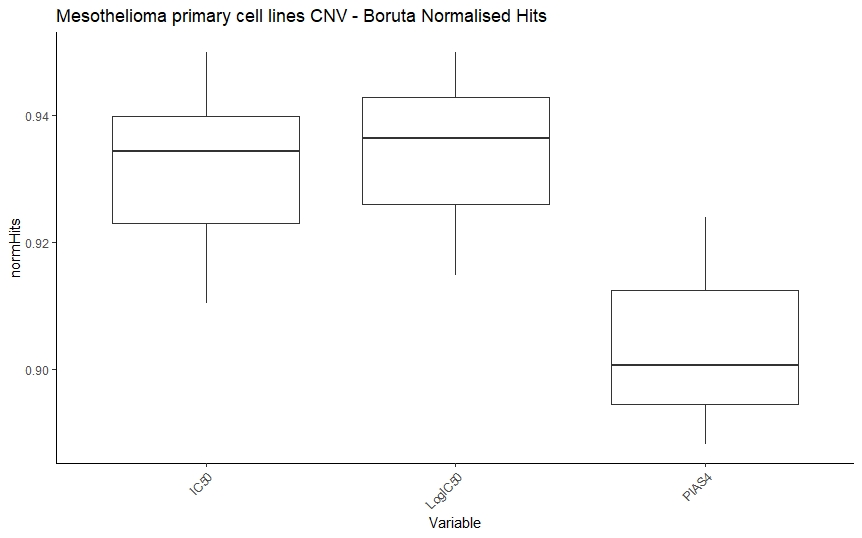 Mesothelioma primary cell lines CNV - Boruta Normalised Hits
normHits
0.94
0.92
0.90
IC50
LogIC50
PIAS4
Variable